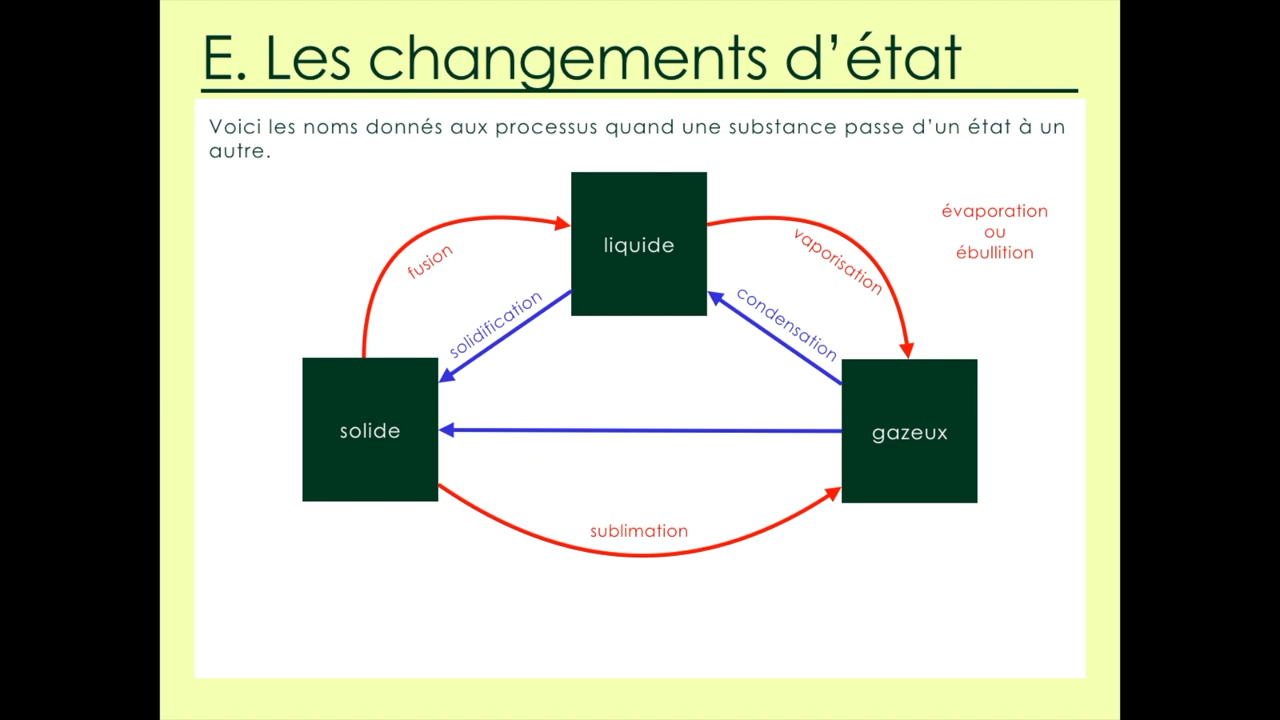 E. Les changements d’état
Voici les noms donnés aux processus quand une substance passe d’un état à un
autre.
liquide
évaporation
ou
ébullition
fusion
vaporisation
solidification
condensation
solide
gazeux
sublimation